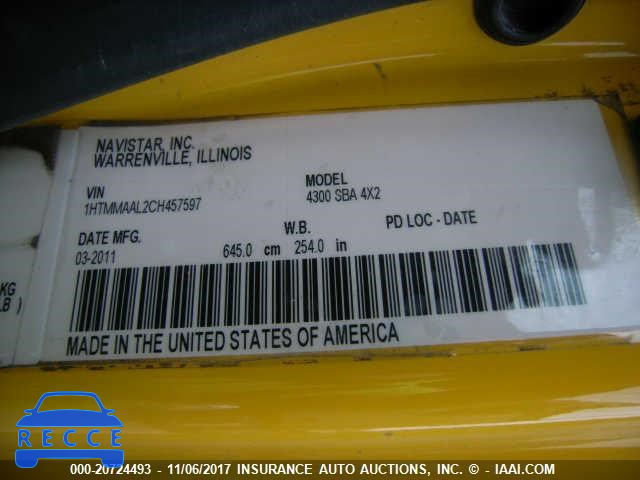 NAVISTAR, INC.
WARRENVILLE, ILLINOIS
VIN
1HTMMAAL2CH457597
MODEL
4300 SBA 4X2
DATE MFG.
03-2011
W.B.
645.0 cm 254.0 in
PD LOC - DATE
KG
LB )
MADE IN THE UNITED STATES OF AMERICA
RECCE
000-20724493 - 11/06/2017 INSURANCE AUTO AUCTIONS, INC. © - IAAI.COM